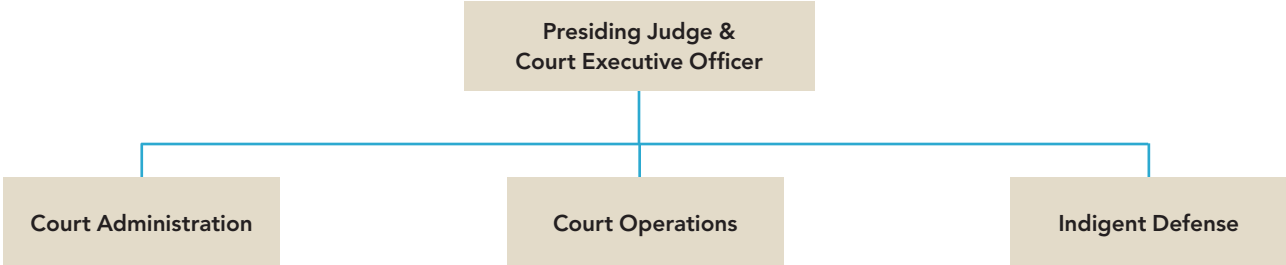 Presiding Judge &
Court Executive Officer
Court Administration
Court Operations
Indigent Defense